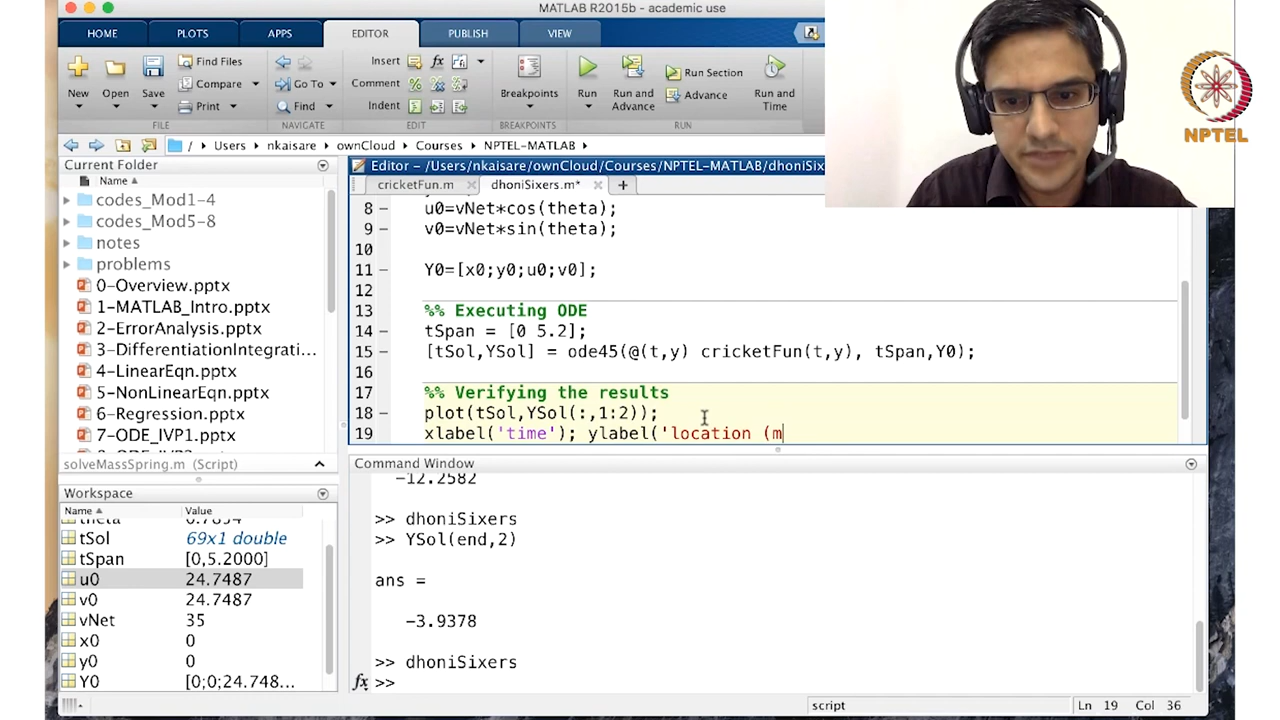 MATLAB R2015b - academic use
HOME PLOTS APPS EDITOR PUBLISH VIEW
New Open Save Find Files Compare Print
Go To Find
Insert Comment Indent
Breakpoints
Run Run and Advance Run Section Advance Run and Time
FILE NAVIGATE EDIT BREAKPOINTS RUN
NPTEL
/ Users nkaisare ownCloud Courses NPTEL-MATLAB
Current Folder
Name
codes_Mod1-4
codes_Mod5-8
notes
problems
0-Overview.pptx
1-MATLAB_Intro.pptx
2-ErrorAnalysis.pptx
3-DifferentiationIntegrati...
4-LinearEqn.pptx
5-NonLinearEqn.pptx
6-Regression.pptx
7-ODE_IVP1.pptx
solveMassSpring.m (Script)
Workspace
Name Value
tSol 69x1 double
tSpan [0,5.2000]
u0 24.7487
v0 24.7487
vNet 35
x0 0
y0 0
Y0 [0;0;24.748...
Editor – /Users/nkaisare/ownCloud/Courses/NPTEL-MATLAB/dhoniSix
cricketFun.m dhoniSixers.m*
8 u0=vNet*cos(theta);
9 v0=vNet*sin(theta);
10
11 Y0=[x0;y0;u0;v0];
12
13 %% Executing ODE
14 tSpan = [0 5.2];
15 [tSol,YSol] = ode45(@(t,y) cricketFun(t,y), tSpan,Y0);
16
17 %% Verifying the results
18 plot(tSol,YSol(:,1:2));
19 xlabel('time'); ylabel('location (m
Command Window
-12.2582
>> dhoniSixers
>> YSol(end,2)
ans =
-3.9378
>> dhoniSixers
fx >>
script Ln 19 Col 36